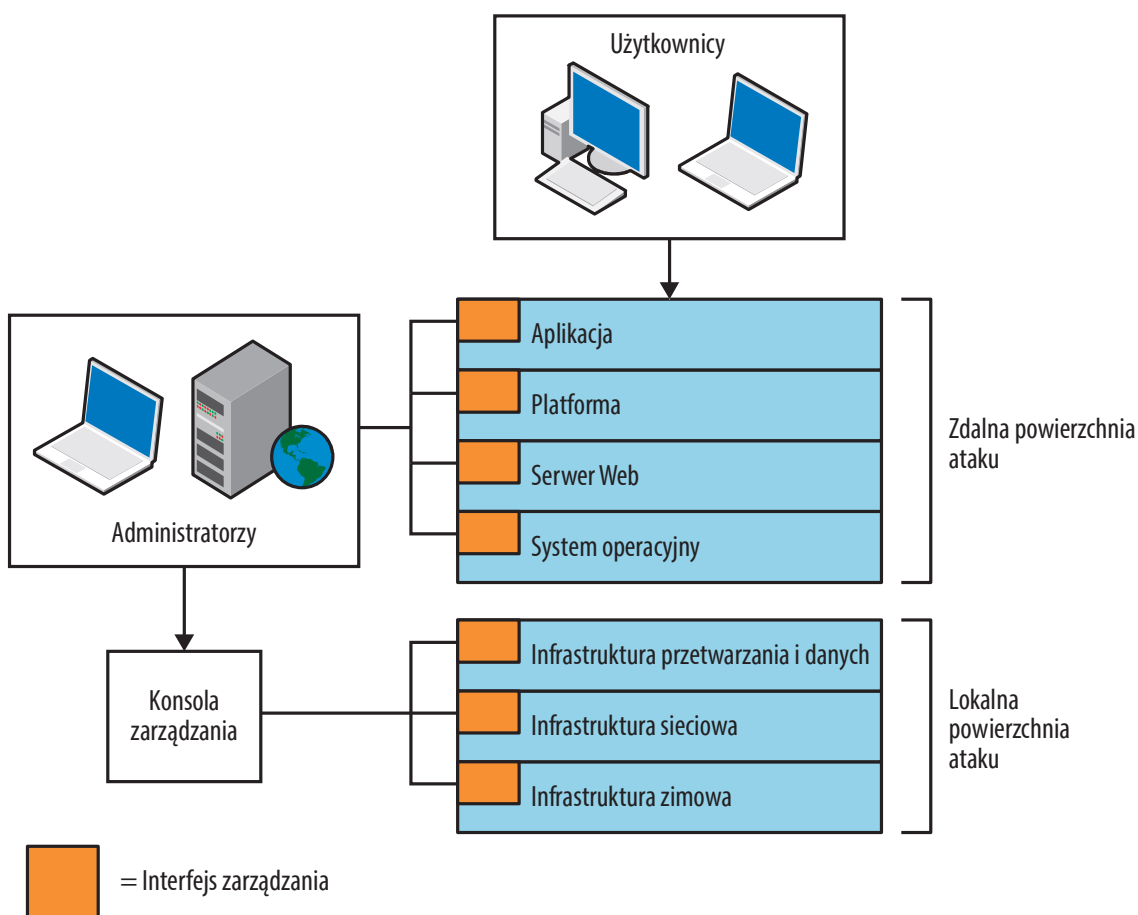 Użytkownicy
Administratorzy
Aplikacja
Platforma
Serwer Web
System operacyjny
Zdalna powierzchnia
ataku
Konsola
zarządzania
Infrastruktura przetwarzania i danych
Infrastruktura sieciowa
Infrastruktura zimowa
Lokalna
powierzchnia
ataku
= Interfejs zarządzania